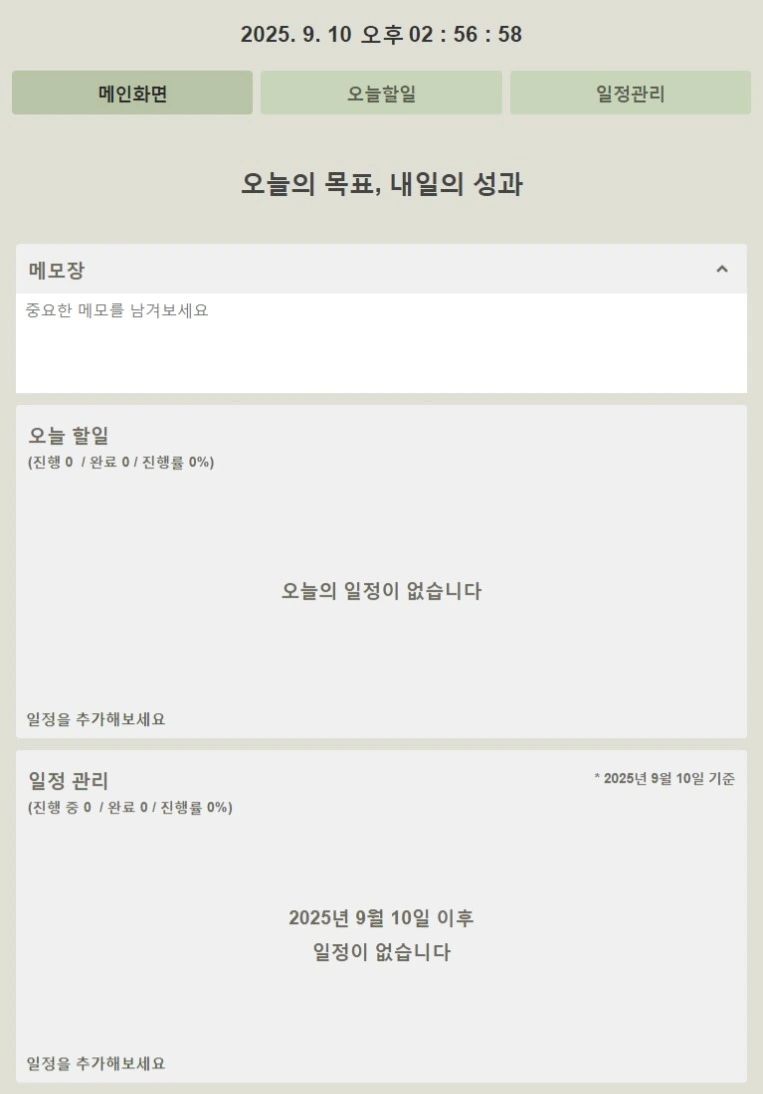 2025. 9. 10 오후 02 : 56 : 58
메인화면 오늘할일 일정관리
오늘의 목표, 내일의 성과
메모장
중요한 메모를 남겨보세요
오늘 할일
(진행 0 / 완료 0 / 진행률 0%)
오늘의 일정이 없습니다
일정을 추가해보세요
일정 관리 * 2025년 9월 10일 기준
(진행 중 0 / 완료 0 / 진행률 0%)
2025년 9월 10일 이후
일정이 없습니다
일정을 추가해보세요